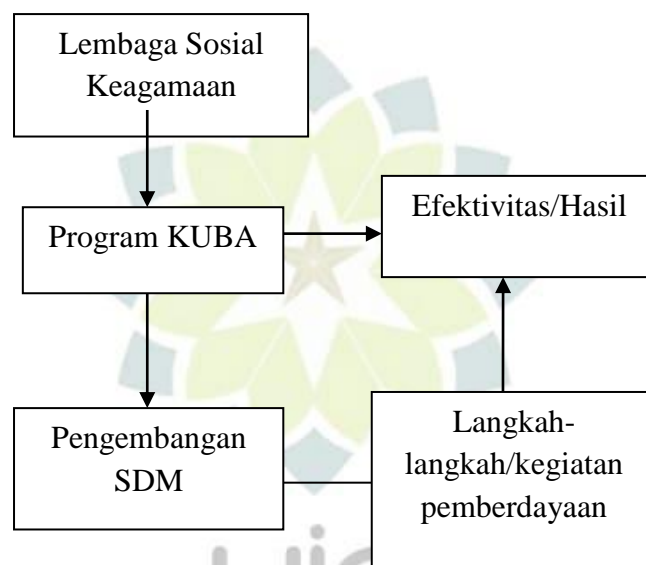 Lembaga Sosial
Keagamaan
Program KUBA
Efektivitas/Hasil
Pengembangan
SDM
Langkah-
langkah/kegiatan
pemberdayaan